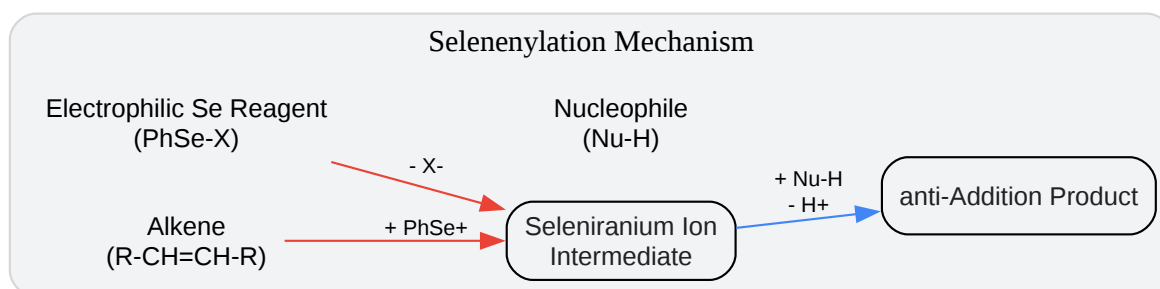 Selenenylation Mechanism
Electrophilic Se Reagent
(PhSe-X)
Nucleophile
(Nu-H)
- X-
+ Nu-H
- H+
anti-Addition Product
Alkene
(R-CH=CH-R)
+ PhSe+
Seleniranium Ion
Intermediate